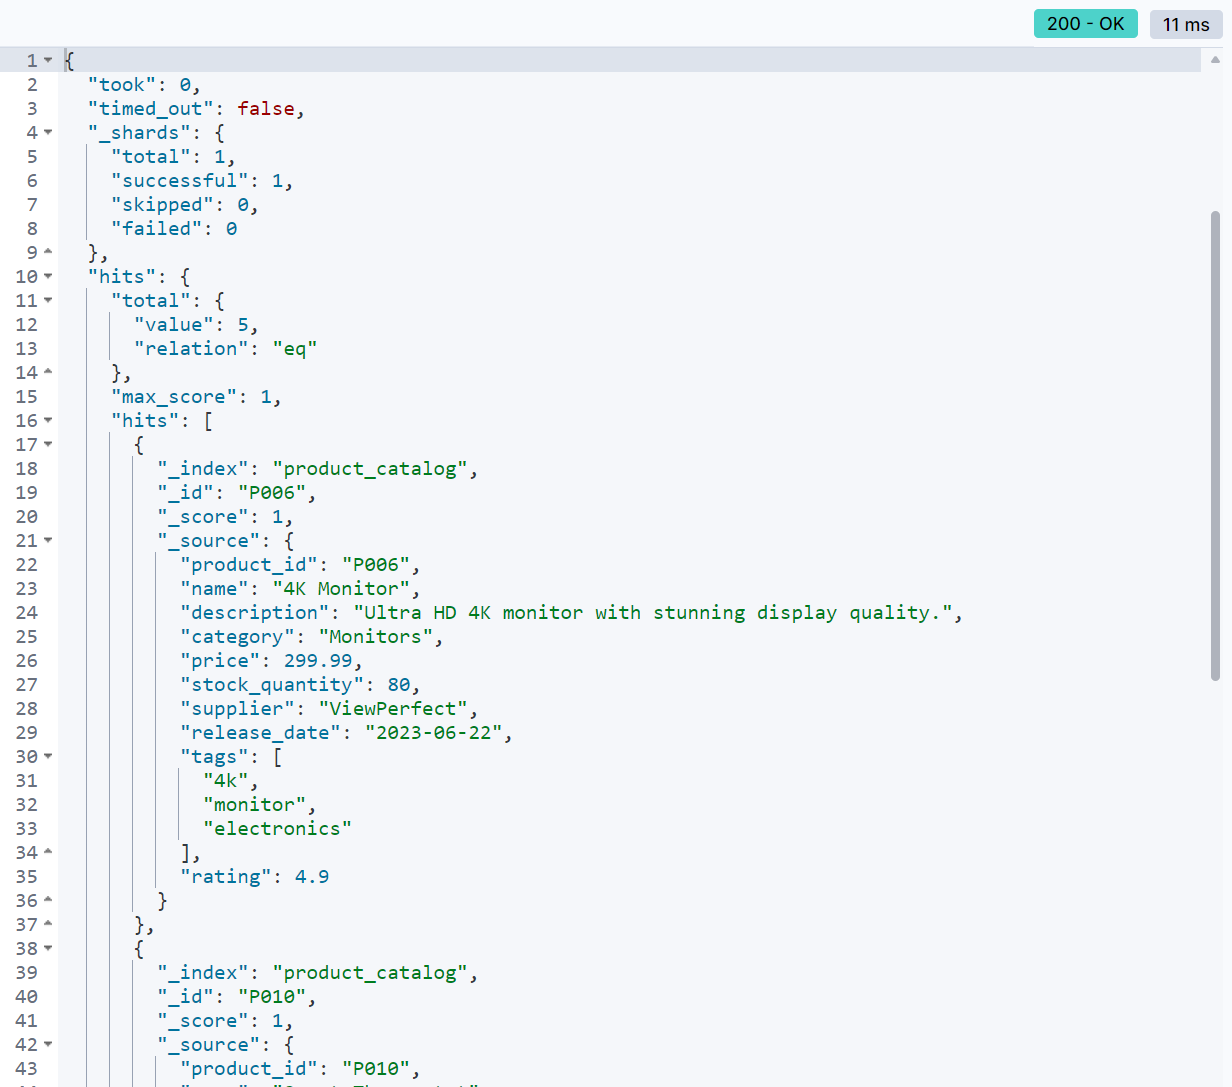 200 - OK
11 ms
1 {
2 "took": 0,
3 "timed_out": false,
4 "_shards": {
5 "total": 1,
6 "successful": 1,
7 "skipped": 0,
8 "failed": 0
9 },
10 "hits": {
11 "total": {
12 "value": 5,
13 "relation": "eq"
14 },
15 "max_score": 1,
16 "hits": [
17 {
18 "_index": "product_catalog",
19 "_id": "P006",
20 "_score": 1,
21 "_source": {
22 "product_id": "P006",
23 "name": "4K Monitor",
24 "description": "Ultra HD 4K monitor with stunning display quality.",
25 "category": "Monitors",
26 "price": 299.99,
27 "stock_quantity": 80,
28 "supplier": "ViewPerfect",
29 "release_date": "2023-06-22",
30 "tags": [
31 "4k",
32 "monitor",
33 "electronics"
34 ],
35 "rating": 4.9
36 }
37 },
38 {
39 "_index": "product_catalog",
40 "_id": "P010",
41 "_score": 1,
42 "_source": {
43 "product_id": "P010",